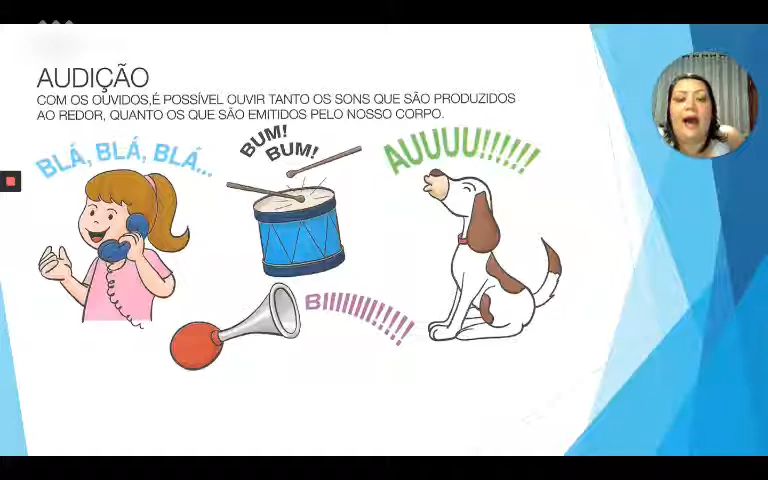 AUDIÇÃO
COM OS OUVIDOS,É POSSÍVEL OUVIR TANTO OS SONS QUE SÃO PRODUZIDOS
AO REDOR, QUANTO OS QUE SÃO EMITIDOS PELO NOSSO CORPO.
BLÁ, BLÁ, BLÁ...
BUM!
BUM!
AUUUU!!!!!!!
BIIIIIIIII!!!!!